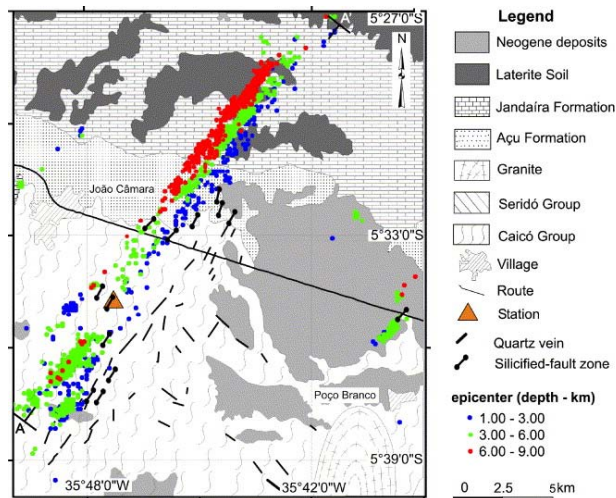 5°27'0"S
A'
N
João Câmara
5°33'0"S
Poço Branco
A
5°39'0"S
35°48'0"W
35°42'0"W
Legend
Neogene deposits
Laterite Soil
Jandaíra Formation
Açu Formation
Granite
Seridó Group
Caicó Group
Village
Route
Station
Quartz vein
Silicified-fault zone
epicenter (depth - km)
1.00 - 3.00
3.00 - 6.00
6.00 - 9.00
0 2.5 5km